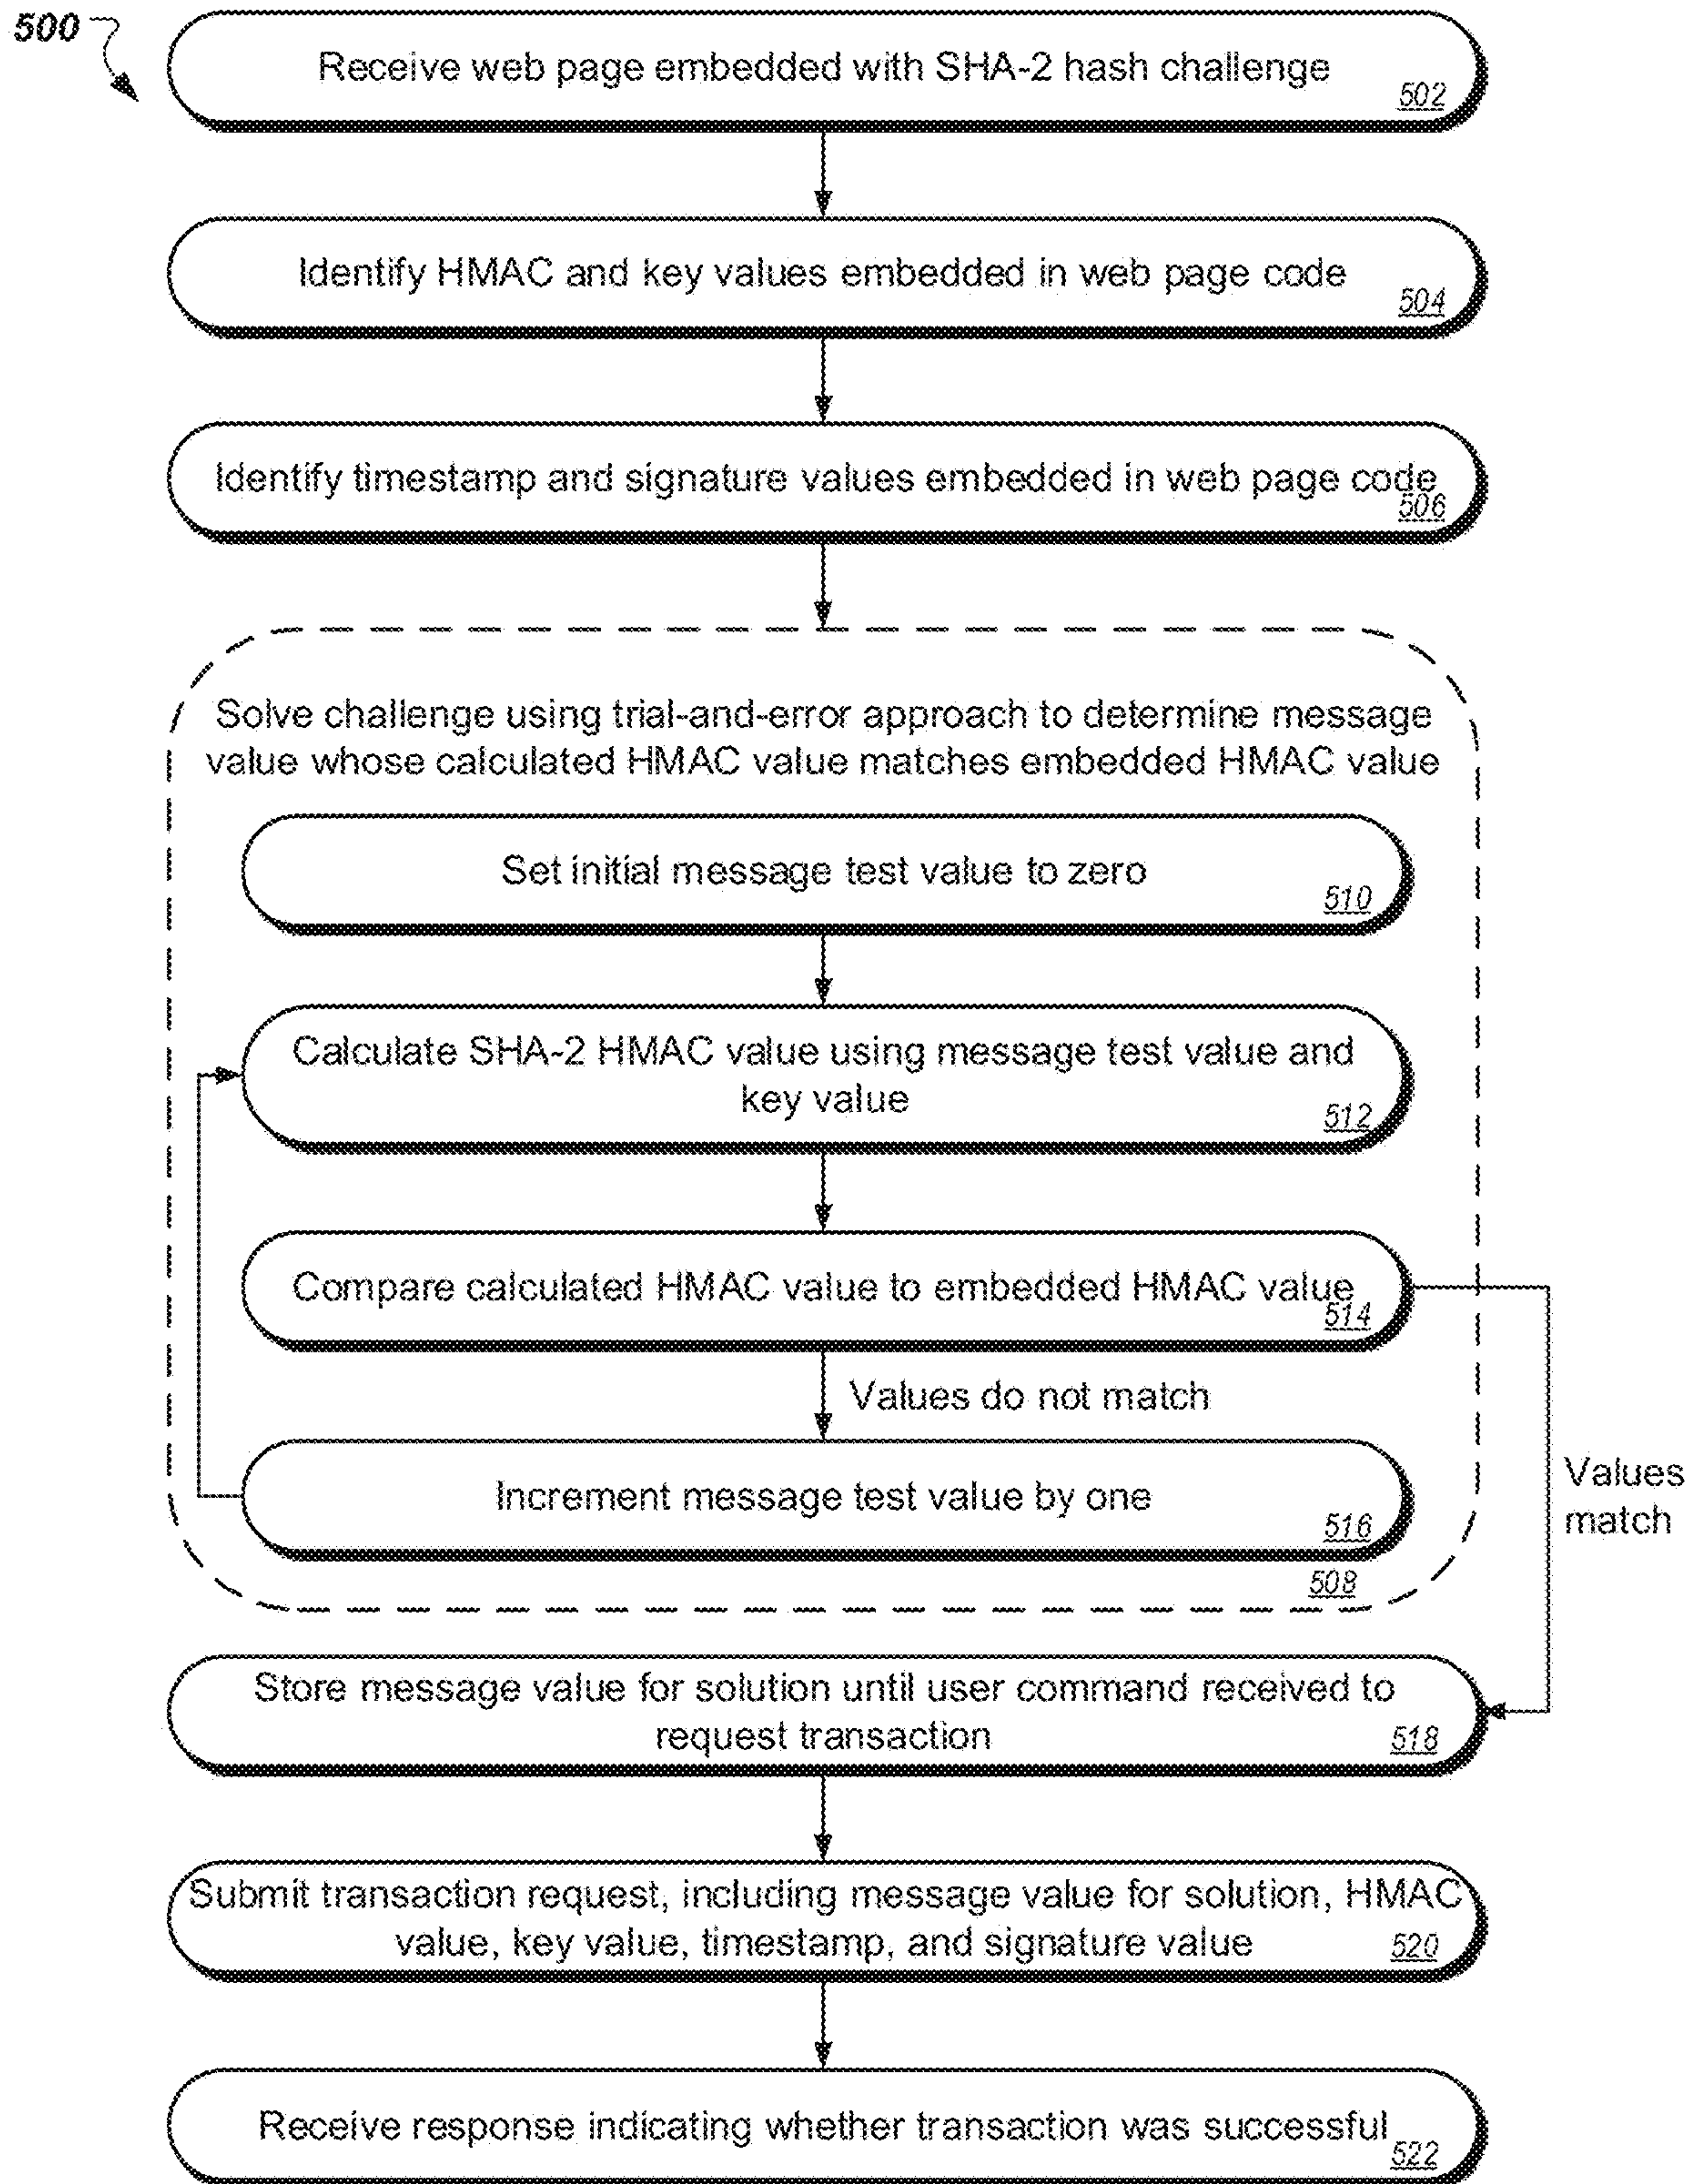 500
Receive web page embedded with SHA-2 hash challenge
502
Identify HMAC and key values embedded in web page code
504
Identify timestamp and signature values embedded in web page code
506
Solve challenge using trial-and-error approach to determine message
value whose calculated HMAC value matches embedded HMAC value
Set initial message test value to zero
510
Calculate SHA-2 HMAC value using message test value and
key value
512
Compare calculated HMAC value to embedded HMAC value
514
Values do not match
Increment message test value by one
516
508
Values
match
Store message value for solution until user command received to
request transaction
518
Submit transaction request, including message value for solution, HMAC
value, key value, timestamp, and signature value
520
Receive response indicating whether transaction was successful
522